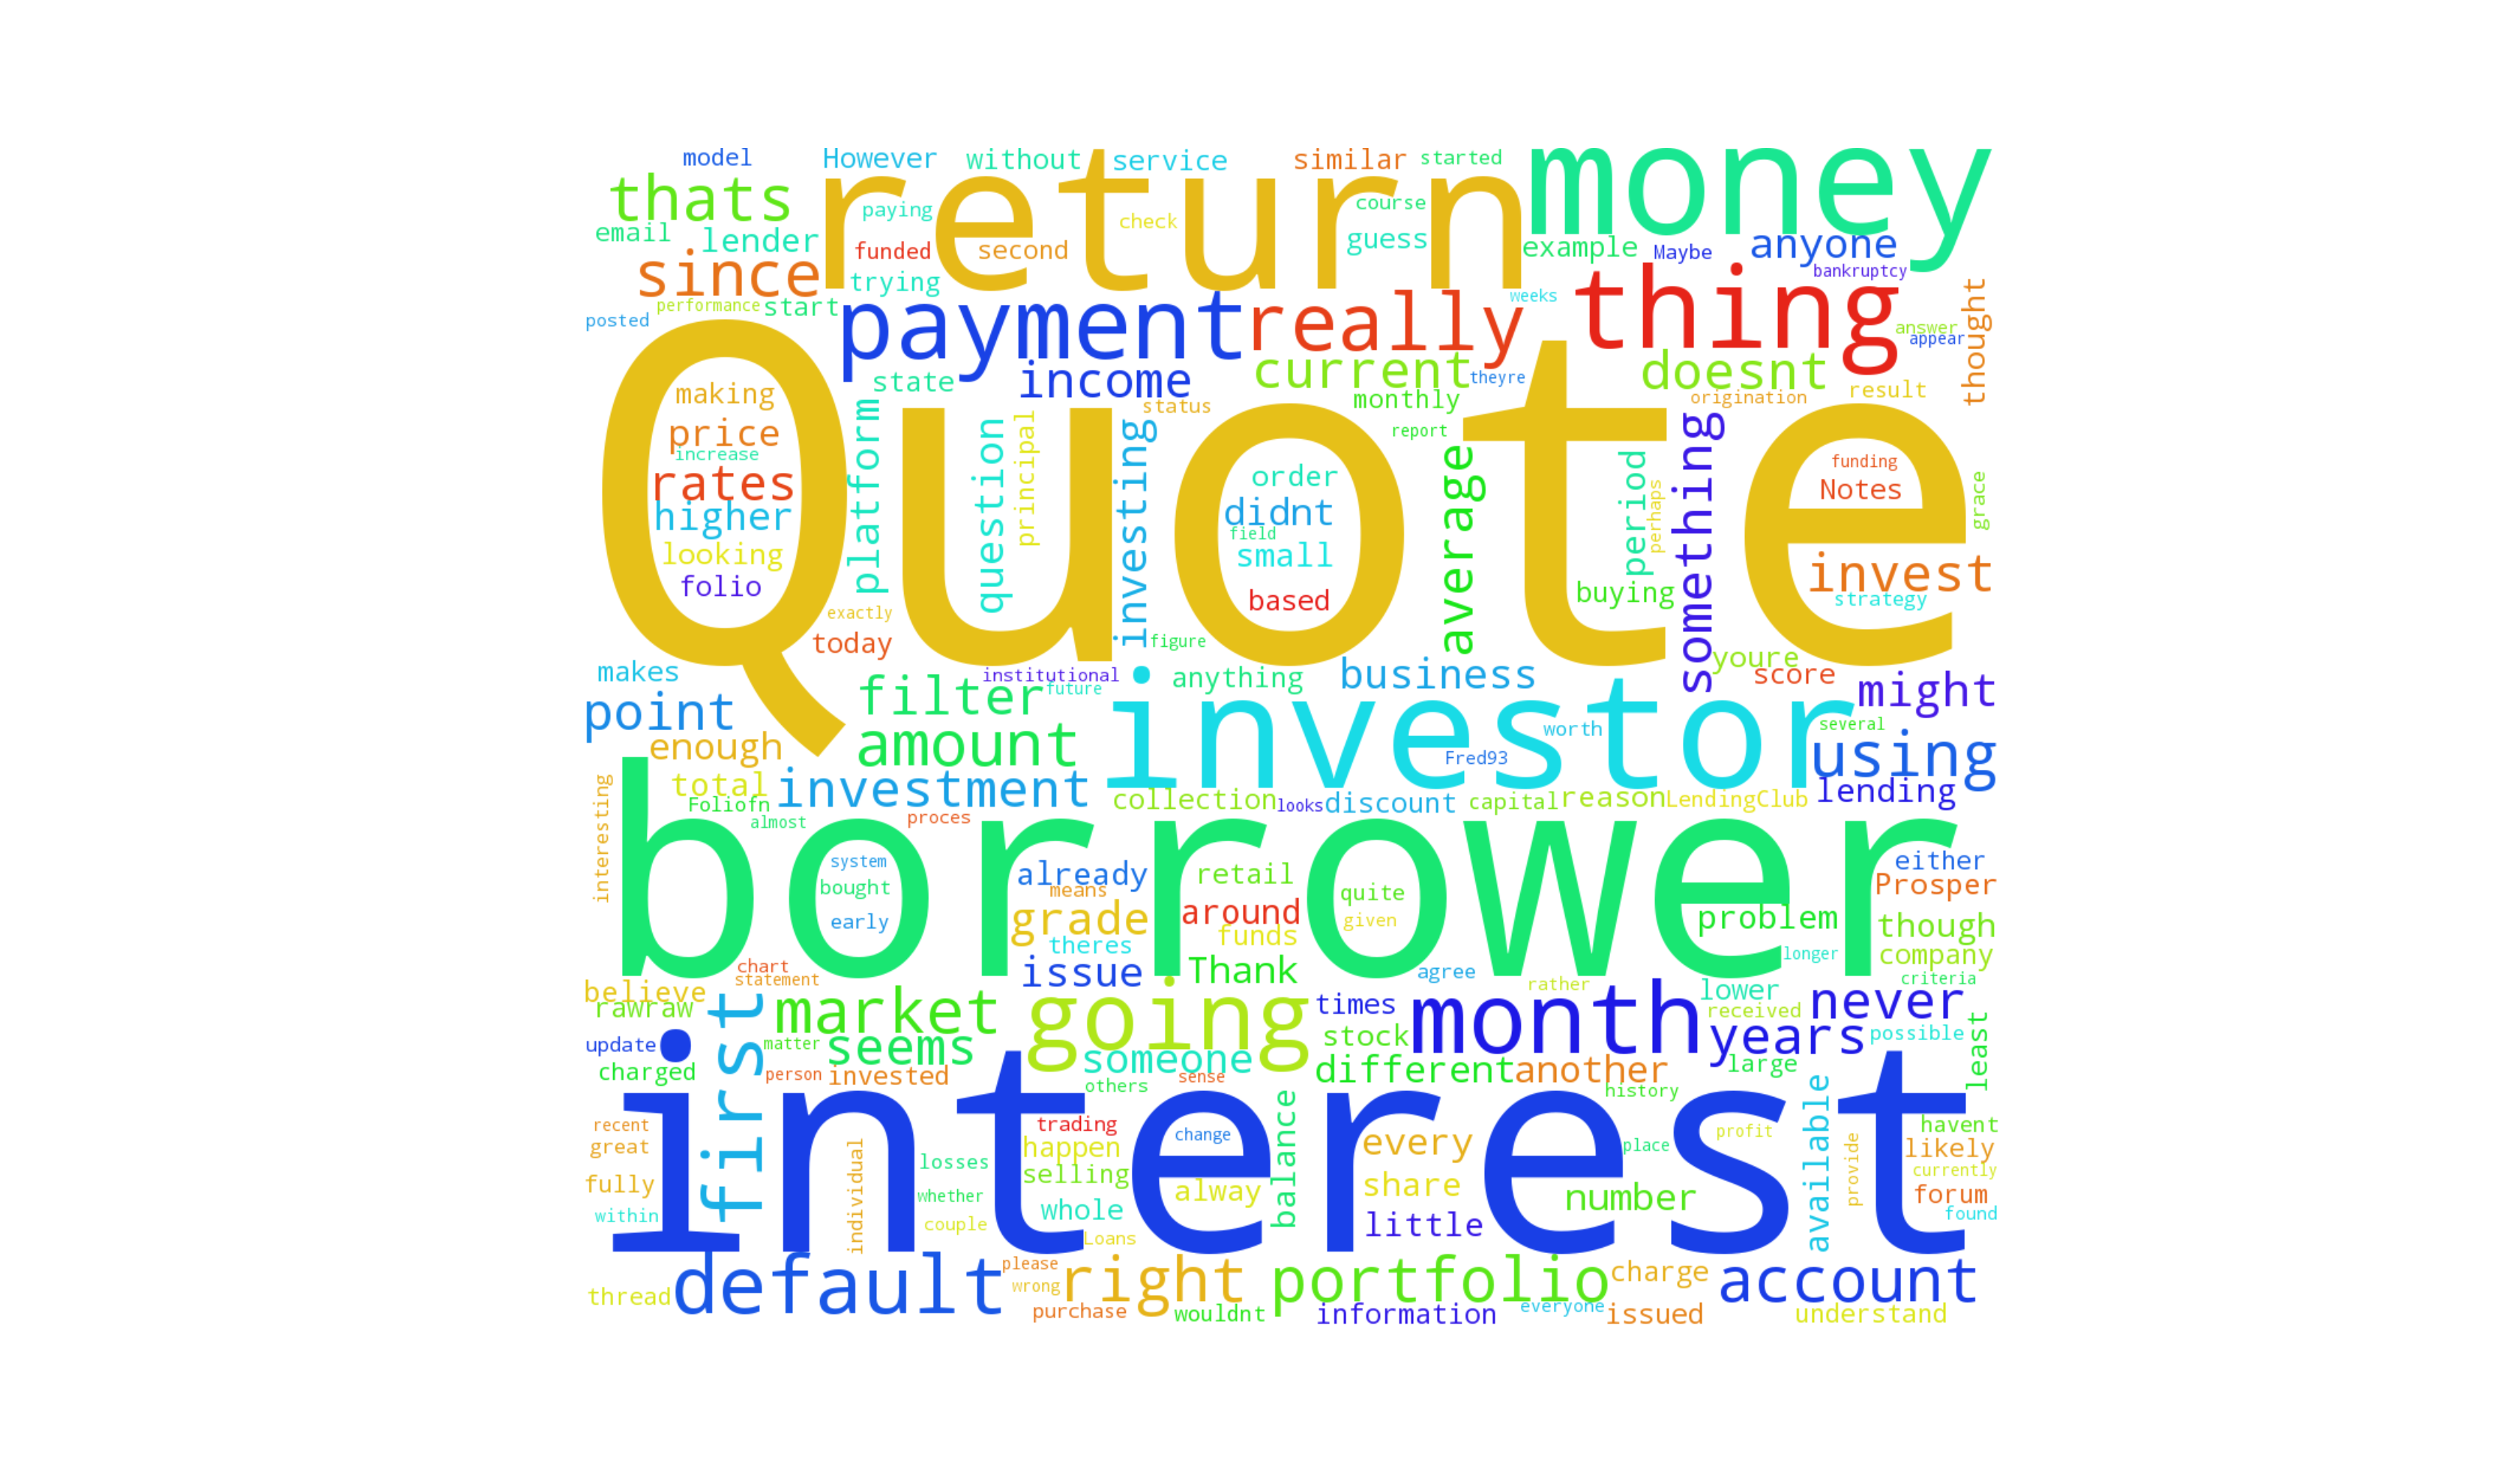 model
However
without
service
similar
started
money
thats
return
paying
check
course
email
lender
funded
second
guess
example
Maybe
anyone
since
trying
bankruptcy
performance
start
payment
really
weeks
thing
thought
posted
answer
appear
income
state
current
theyre
doesnt
result
making
status
monthly
origination
price
platform
question
principal
investing
report
something
Quote
increase
rates
higher
looking
folio
order
didnt
field
small
based
average
period
perhaps
funding
Notes
grace
invest
strategy
buying
exactly
today
figure
makes
institutional
future
anything
business
youre
score
might
point
filter
investor
several
enough
amount
worth
Fred93
using
total
investment
Foliofn
almost
proces
collection
looks
discount
capital
reason
LendingClub
lending
interesting
borrower
system
bought
early
already
means
grade
theres
issue
retail
around
funds
Thank
quite
given
agree
problem
either
Prosper
though
company
longer
criteria
chart
statement
believe
rawraw
first
market
going
times
rather
month
lower
received
never
update
matter
seems
stock
years
possible
least
charged
person
invested
someone
others
sense
different
another
history
large
interest
recent
great
fully
within
individual
losses
whether
couple
trading
happen
selling
whole
Loans
change
alway
balance
every
share
little
place
number
profit
available
provide
havent
likely
currently
forum
found
thread
default
please
wrong
right
purchase
wouldnt
portfolio
information
everyone
charge
issued
account
understand